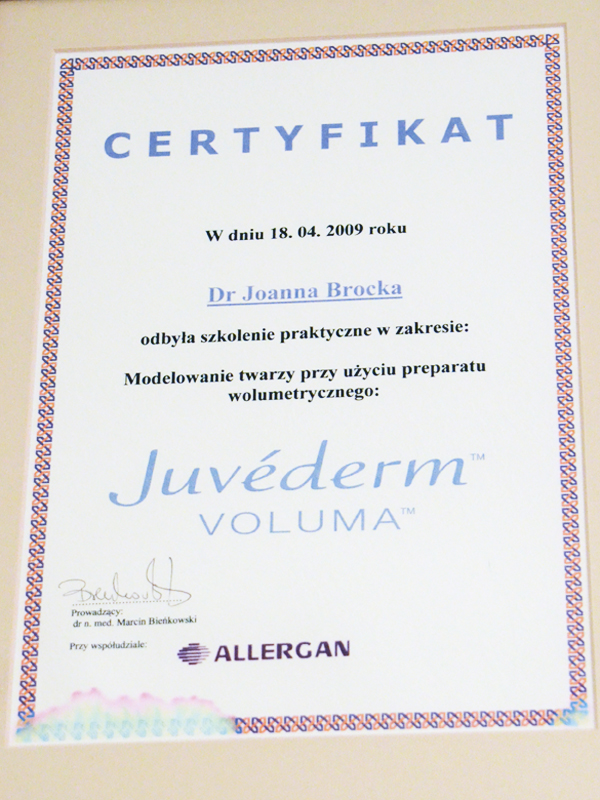 CERTYFIKAT
W dniu 18. 04. 2009 roku
Dr Joanna Brocka
odbyła szkolenie praktyczne w zakresie:
Modelowanie twarzy przy użyciu preparatu
wolumetrycznego:
Juvéderm™
VOLUMA™
Prowadzący:
dr n. med. Marcin Bieńkowski
Przy współudziale:
ALLERGAN